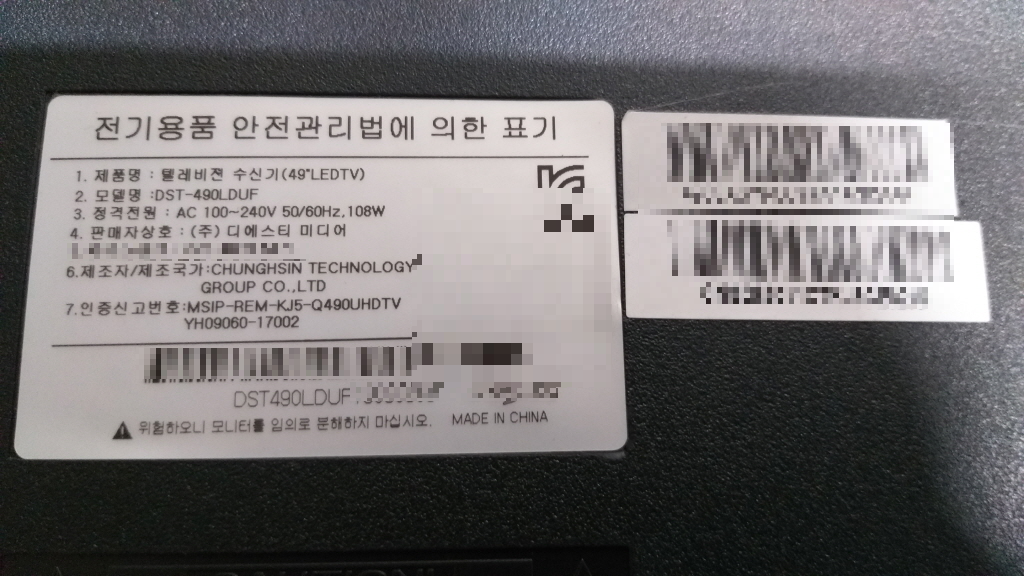 전기용품 안전관리법에 의한 표기
1. 제품명 : 텔레비젼 수신기(49"LEDTV)
2. 모델명 :DST-490LDUF
3. 정격전원 : AC 100~240V 50/60Hz,108W
4. 판매자상호 : (주) 디에스티 미디어
6.제조자/제조국가:CHUNGHSIN TECHNOLOGY
GROUP CO.,LTD
7.인증신고번호:MSIP-REM-KJ5-Q490UHDTV
YH09060-17002
DST490LDUF
위험하오니 모니터를 임의로 분해하지 마십시오. MADE IN CHINA